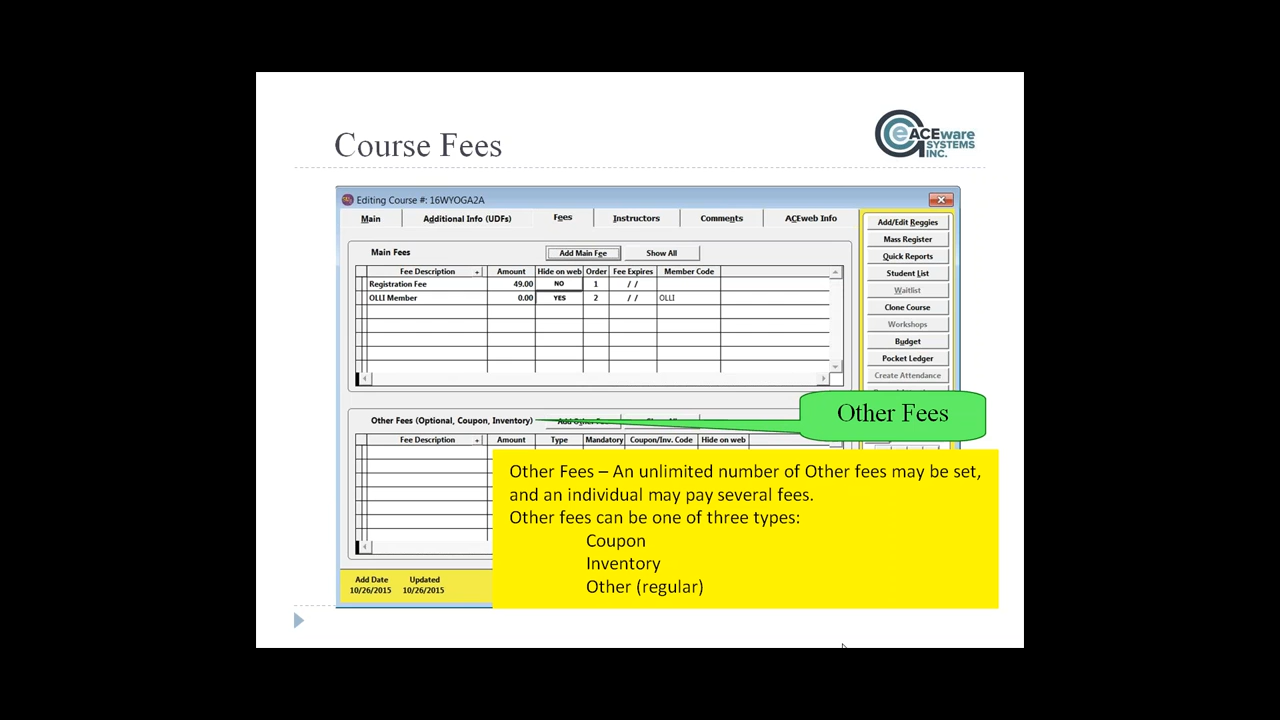 Course Fees
eACEware
SYSTEMS
INC.
Editing Course #: 16WYOGA2A
Main Additional Info (UDFs) Fees Instructors Comments ACEweb Info
Main Fees Add Main Fee Show All
Fee Description + Amount Hide on web Order Fee Expires Member Code
Registration Fee 49.00 NO 1 / /
OLLI Member 0.00 YES 2 / / OLLI
Add/Edit Reggies
Mass Register
Quick Reports
Student List
Waitlist
Clone Course
Workshops
Budget
Pocket Ledger
Create Attendance
Other Fees
Other Fees (Optional, Coupon, Inventory)
Fee Description + Amount Type Mandatory Coupon/Inv. Code Hide on web
Other Fees – An unlimited number of Other fees may be set,
and an individual may pay several fees.
Other fees can be one of three types:
Coupon
Inventory
Other (regular)
Add Date Updated
10/26/2015 10/26/2015